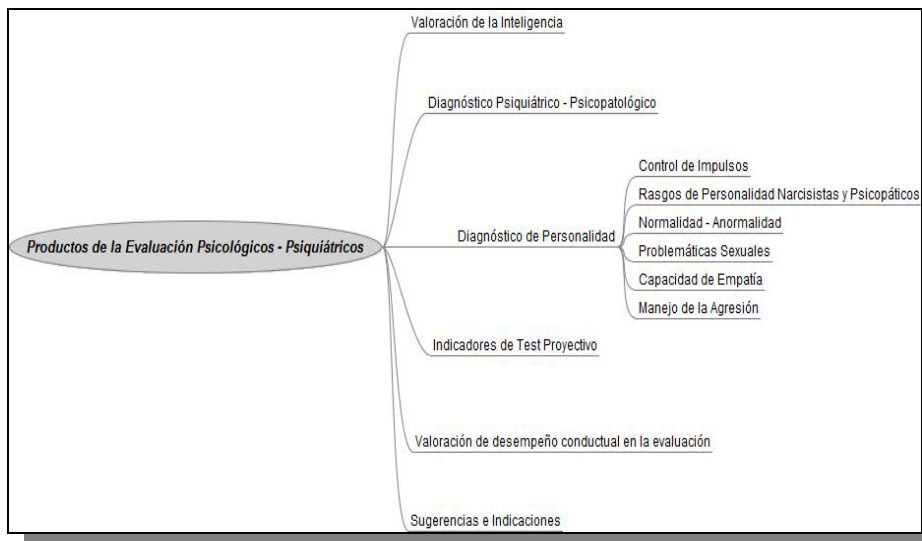 Valoración de la Inteligencia
Diagnóstico Psiquiátrico - Psicopatológico
Control de Impulsos
Rasgos de Personalidad Narcisistas y Psicopáticos
Normalidad - Anormalidad
Productos de la Evaluación Psicológicos - Psiquiátricos
Diagnóstico de Personalidad
Problemáticas Sexuales
Capacidad de Empatía
Manejo de la Agresión
Indicadores de Test Proyectivo
Valoración de desempeño conductual en la evaluación
Sugerencias e Indicaciones